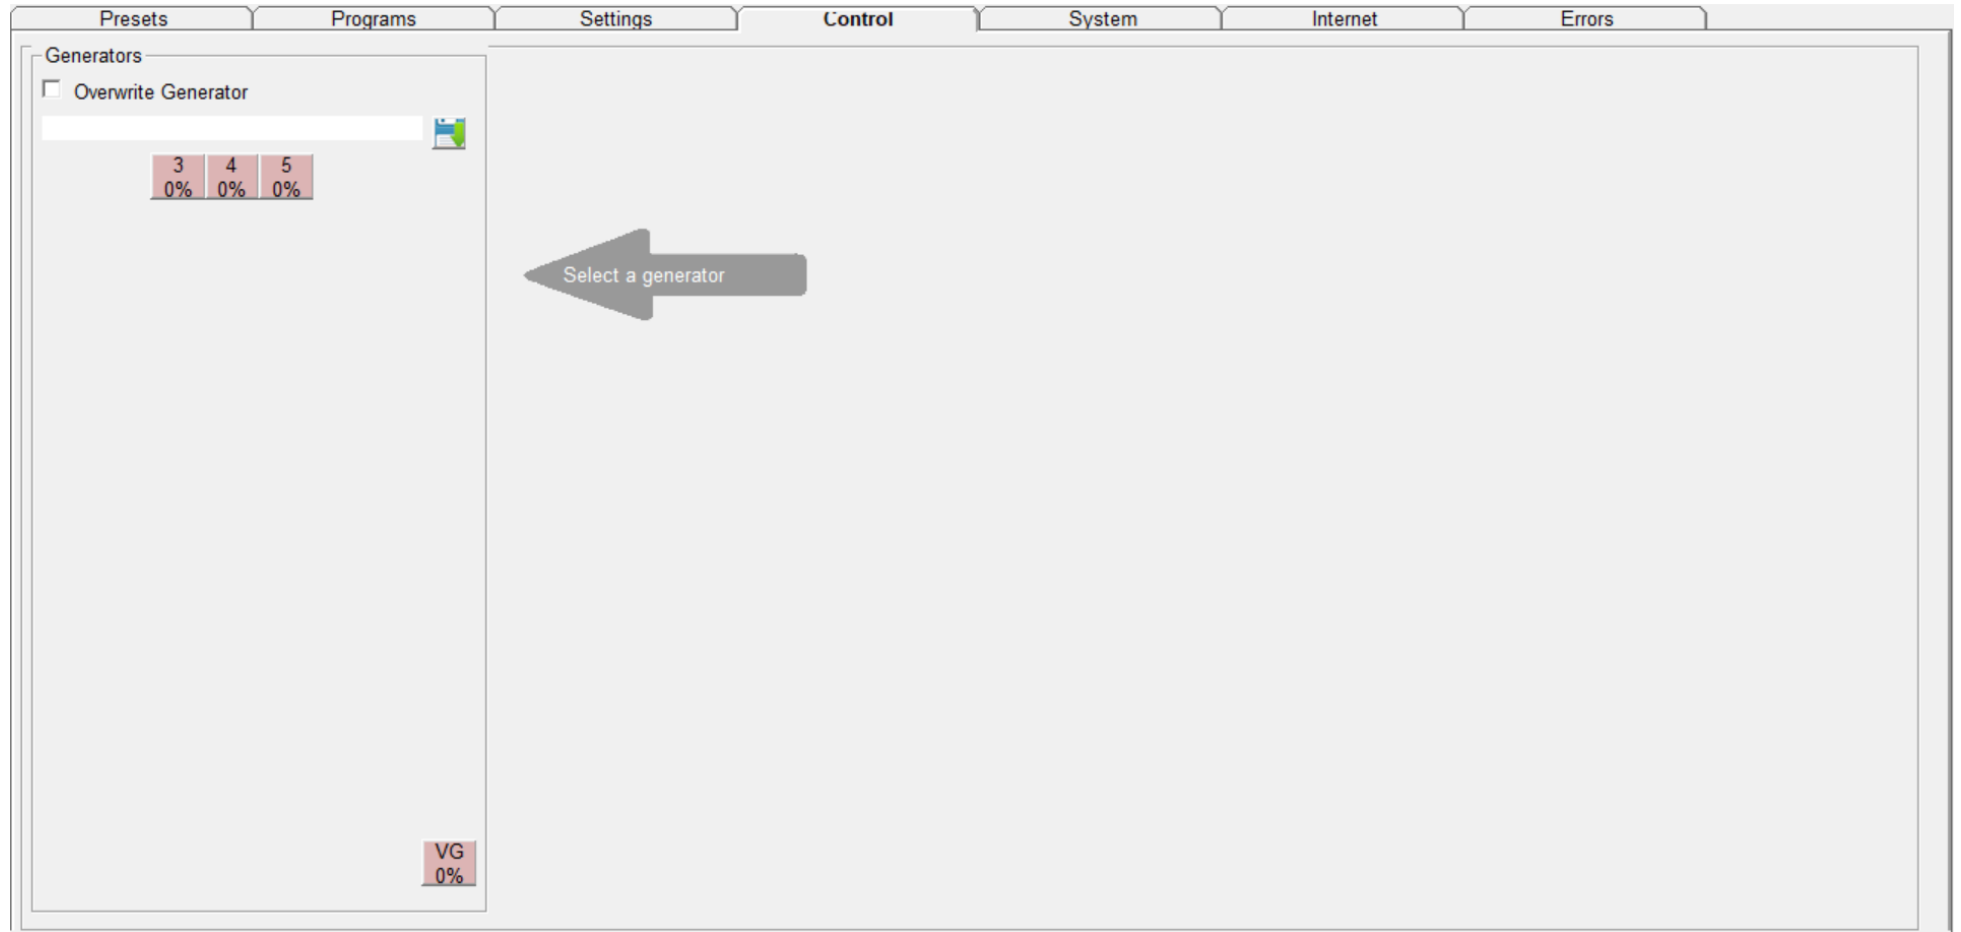 Presets Programs Settings Control System Internet Errors
Generators
Overwrite Generator
3 4 5
0% 0% 0%
Select a generator
VG
0%